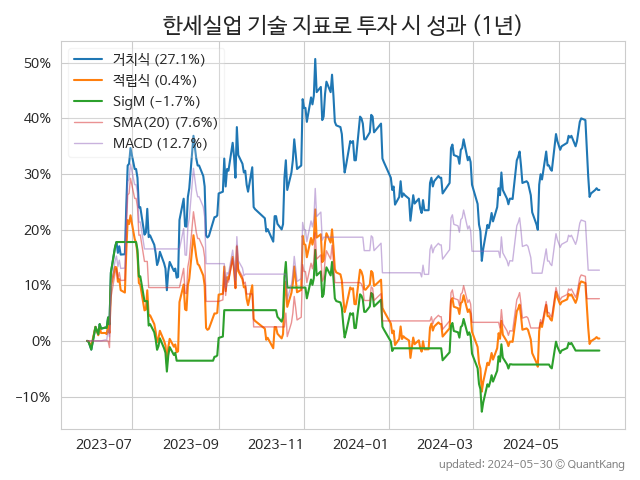 한세실업 기술 지표로 투자 시 성과 (1년)
거치식 (27.1%)
적립식 (0.4%)
SigM (−1.7%)
SMA(20) (7.6%)
MACD (12.7%)
50%
40%
30%
20%
10%
0%
−10%
2023-07 2023-09 2023-11 2024-01 2024-03 2024-05
updated: 2024-05-30 ⓒ QuantKang